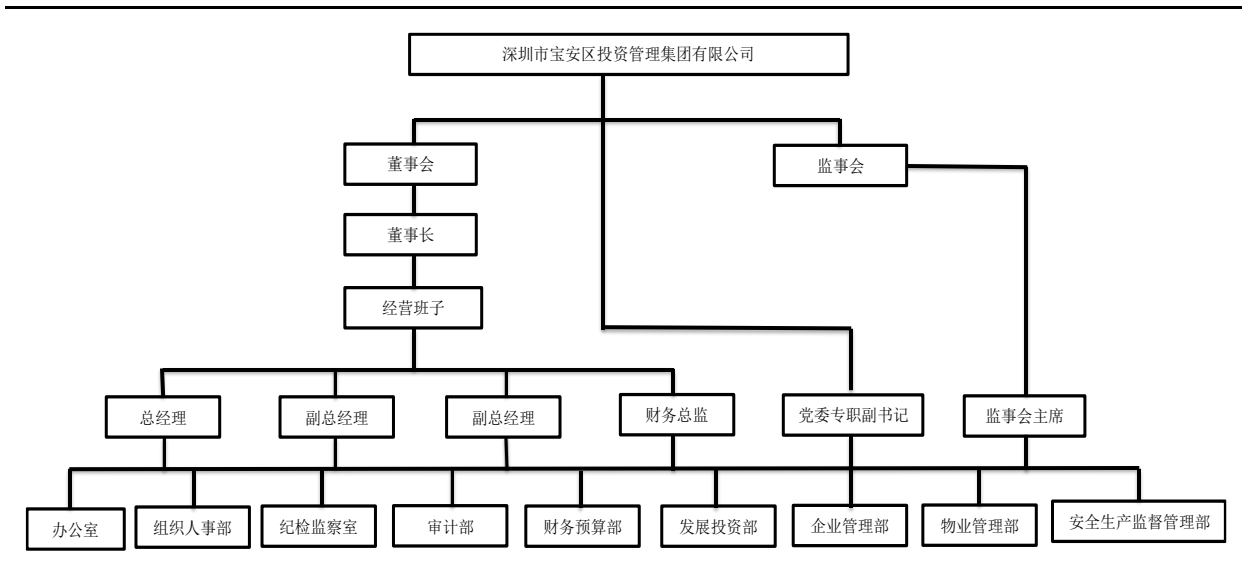 深圳市宝安区投资管理集团有限公司
董事会
监事会
董事长
经营班子
总经理
副总经理
副总经理
财务总监
党委专职副书记
监事会主席
办公室
组织人事部
纪检监察室
审计部
财务预算部
发展投资部
企业管理部
物业管理部
安全生产监督管理部